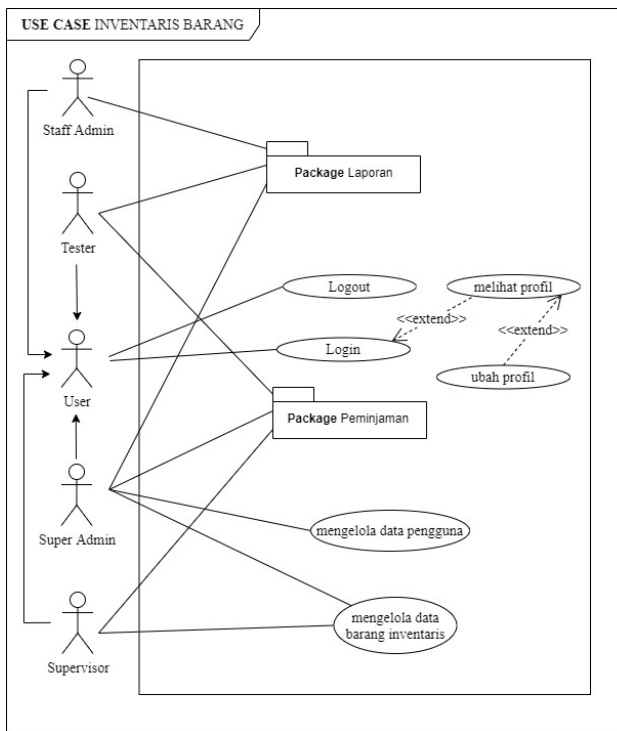 USE CASE INVENTARIS BARANG
Staff Admin
Package Laporan
Tester
Logout
melihat profil
<<extend>>
<<extend>>
Login
ubah profil
User
Package Peminjaman
mengelola data pengguna
Super Admin
mengelola data
barang inventaris
Supervisor